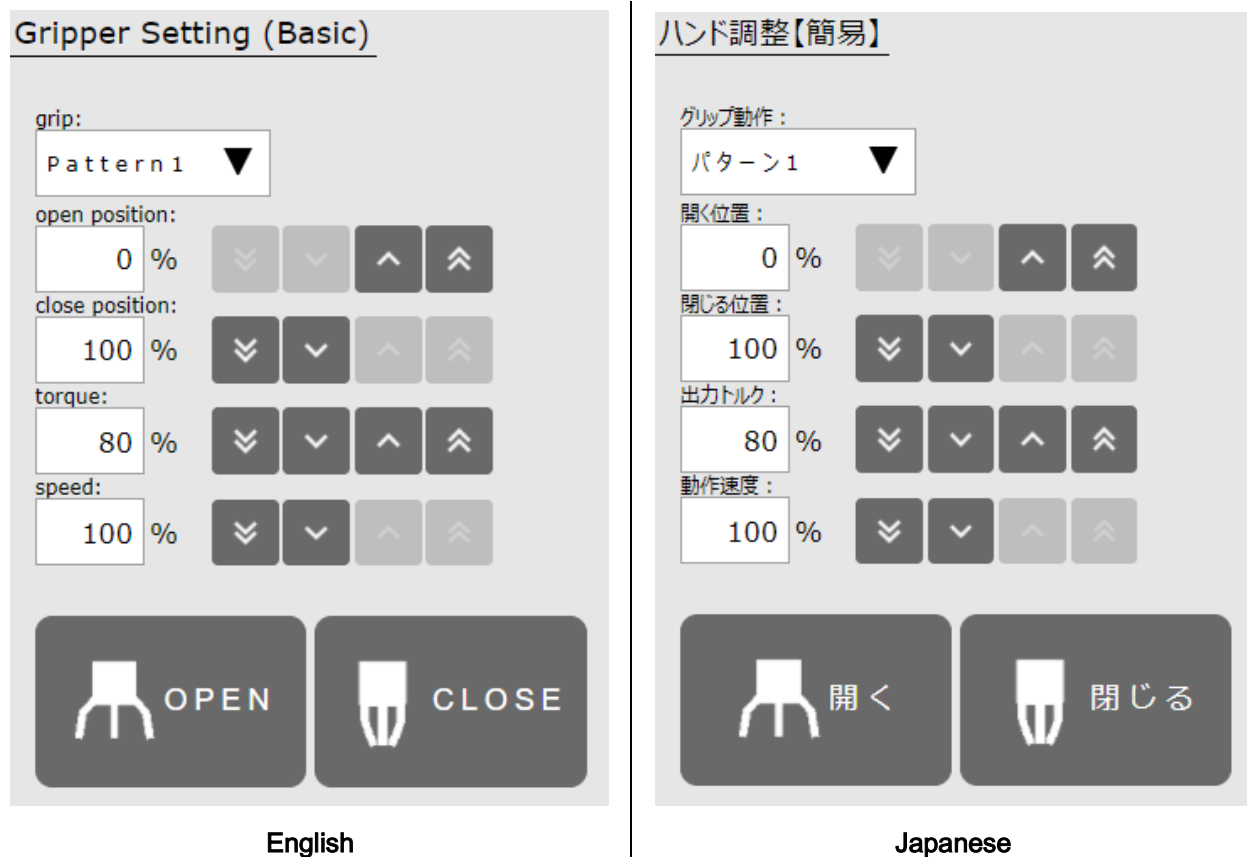 Gripper Setting (Basic)
grip:
Pattern1 ▼
open position:
0 %
close position:
100 %
torque:
80 %
speed:
100 %
OPEN
CLOSE
English
ハンド調整【簡易】
グリップ動作：
パターン1 ▼
開く位置：
0 %
閉じる位置：
100 %
出力トルク：
80 %
動作速度：
100 %
開く
閉じる
Japanese